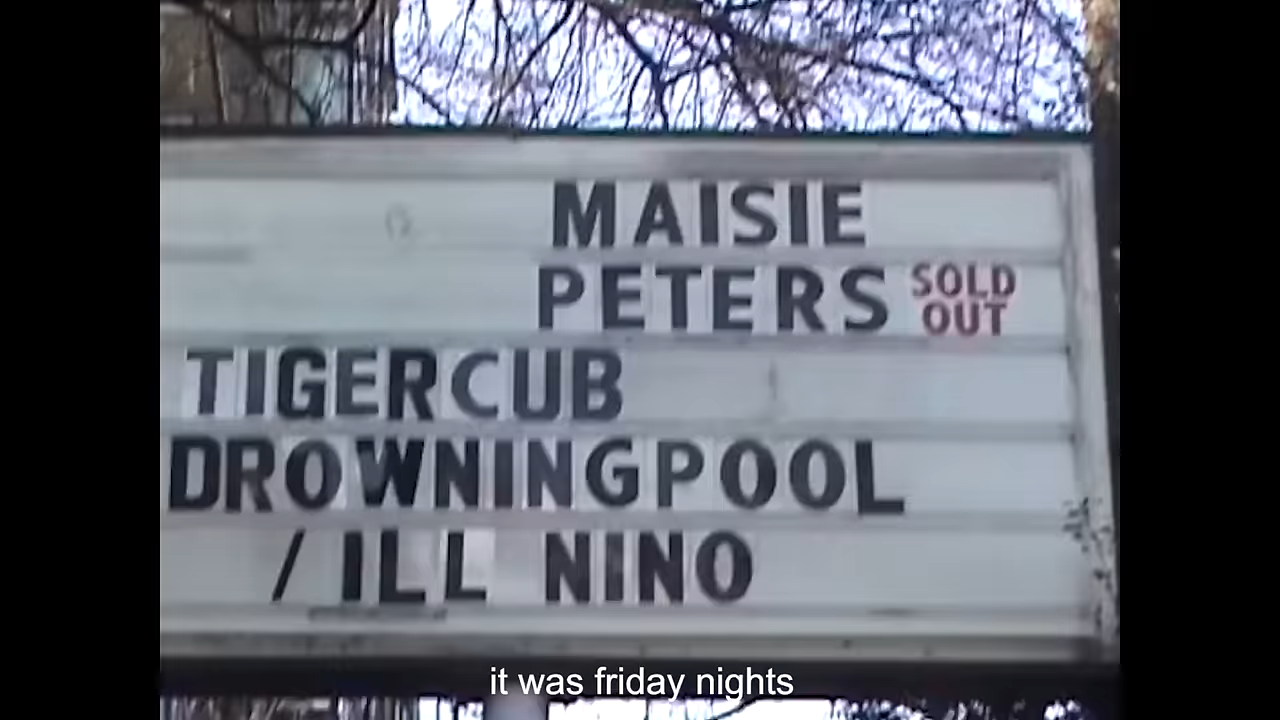 MAISIE
PETERS SOLD OUT
TIGERCUB
DROWNINGPOOL
/ ILL NINO
it was friday nights